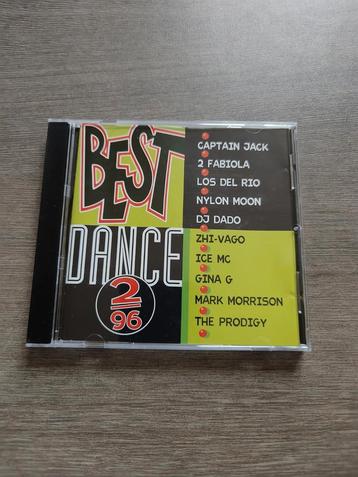 BEST
DANCE
2
96
CAPTAIN JACK
2 FABIOLA
LOS DEL RIO
NYLON MOON
DJ DADO
ZHI-VAGO
ICE MC
GINA G
MARK MORRISON
THE PRODIGY